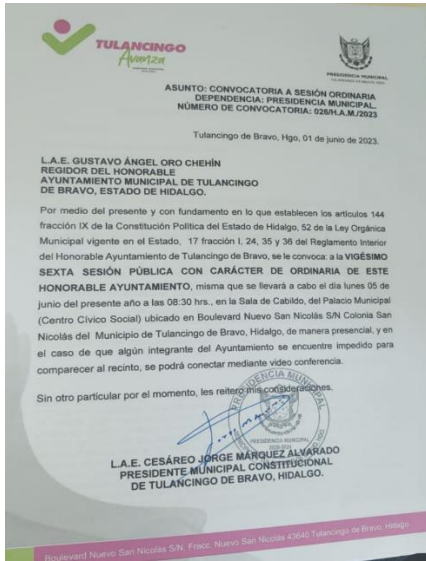 TULANCINGO
Avanza
PRESIDENCIA MUNICIPAL
ASUNTO: CONVOCATORIA A SESIÓN ORDINARIA
DEPENDENCIA: PRESIDENCIA MUNICIPAL.
NÚMERO DE CONVOCATORIA: 026/H.A.M./2023
Tulancingo de Bravo, Hgo, 01 de junio de 2023.
L.A.E. GUSTAVO ÁNGEL ORO CHEHÍN
REGIDOR DEL HONORABLE
AYUNTAMIENTO MUNICIPAL DE TULANCINGO
DE BRAVO, ESTADO DE HIDALGO.
Por medio del presente y con fundamento en lo que establecen los artículos 144
fracción IX de la Constitución Política del Estado de Hidalgo, 52 de la Ley Orgánica
Municipal vigente en el Estado, 17 fracción I, 24, 35 y 36 del Reglamento Interior
del Honorable Ayuntamiento de Tulancingo de Bravo, se le convoca: a la VIGÉSIMO
SEXTA SESIÓN PÚBLICA CON CARÁCTER DE ORDINARIA DE ESTE
HONORABLE AYUNTAMIENTO, misma que se llevará a cabo el día lunes 05 de
junio del presente año a las 08:30 hrs., en la Sala de Cabildo, del Palacio Municipal
(Centro Cívico Social) ubicado en Boulevard Nuevo San Nicolás S/N Colonia San
Nicolás del Municipio de Tulancingo de Bravo, Hidalgo, de manera presencial, y en
el caso de que algún integrante del Ayuntamiento se encuentre impedido para
comparecer al recinto, se podrá conectar mediante video conferencia.
Sin otro particular por el momento, les reitero mis consideraciones.
PRESIDENCIA MUNICIPAL
L.A.E. CESÁREO JORGE MÁRQUEZ ALVARADO
PRESIDENTE MUNICIPAL CONSTITUCIONAL
DE TULANCINGO DE BRAVO, HIDALGO.
Boulevard Nuevo San Nicolás S/N, Fracc. Nuevo San Nicolás 43640 Tulancingo de Bravo, Hidalgo